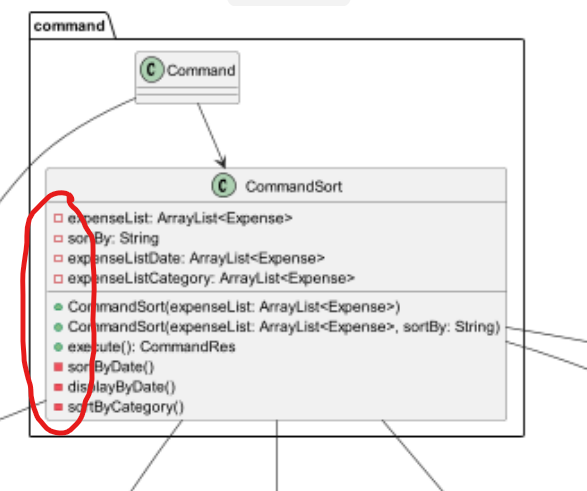 command
C Command
C CommandSort
expenseList: ArrayList<Expense>
sortBy: String
expenseListDate: ArrayList<Expense>
expenseListCategory: ArrayList<Expense>
CommandSort(expenseList: ArrayList<Expense>)
CommandSort(expenseList: ArrayList<Expense>, sortBy: String)
execute(): CommandRes
sortByDate()
displayByDate()
sortByCategory()